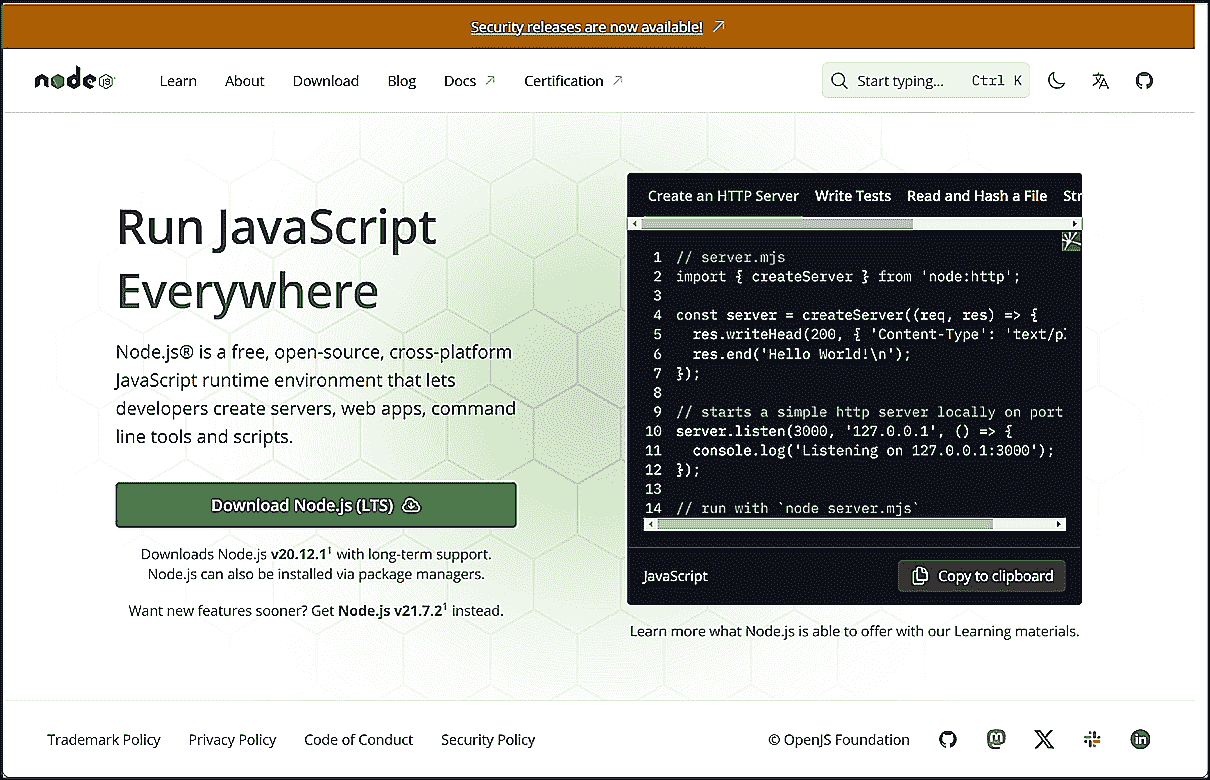 Security releases are now available!
node JS
Learn About Download Blog Docs Certification Start typing... Ctrl K
Run JavaScript
Everywhere
Node.js® is a free, open-source, cross-platform
JavaScript runtime environment that lets
developers create servers, web apps, command
line tools and scripts.
Download Node.js (LTS)
Downloads Node.js v20.12.1¹ with long-term support.
Node.js can also be installed via package managers.
Want new features sooner? Get Node.js v21.7.2¹ instead.
Create an HTTP Server Write Tests Read and Hash a File Str
1 // server.mjs
2 import { createServer } from 'node:http';
3
4 const server = createServer((req, res) => {
5 res.writeHead(200, { 'Content-Type': 'text/p
6 res.end('Hello World!\n');
7 });
8
9 // starts a simple http server locally on port
10 server.listen(3000, '127.0.0.1', () => {
11 console.log('Listening on 127.0.0.1:3000');
12 });
13
14 // run with `node server.mjs`
JavaScript Copy to clipboard
Learn more what Node.js is able to offer with our Learning materials.
Trademark Policy Privacy Policy Code of Conduct Security Policy © OpenJS Foundation